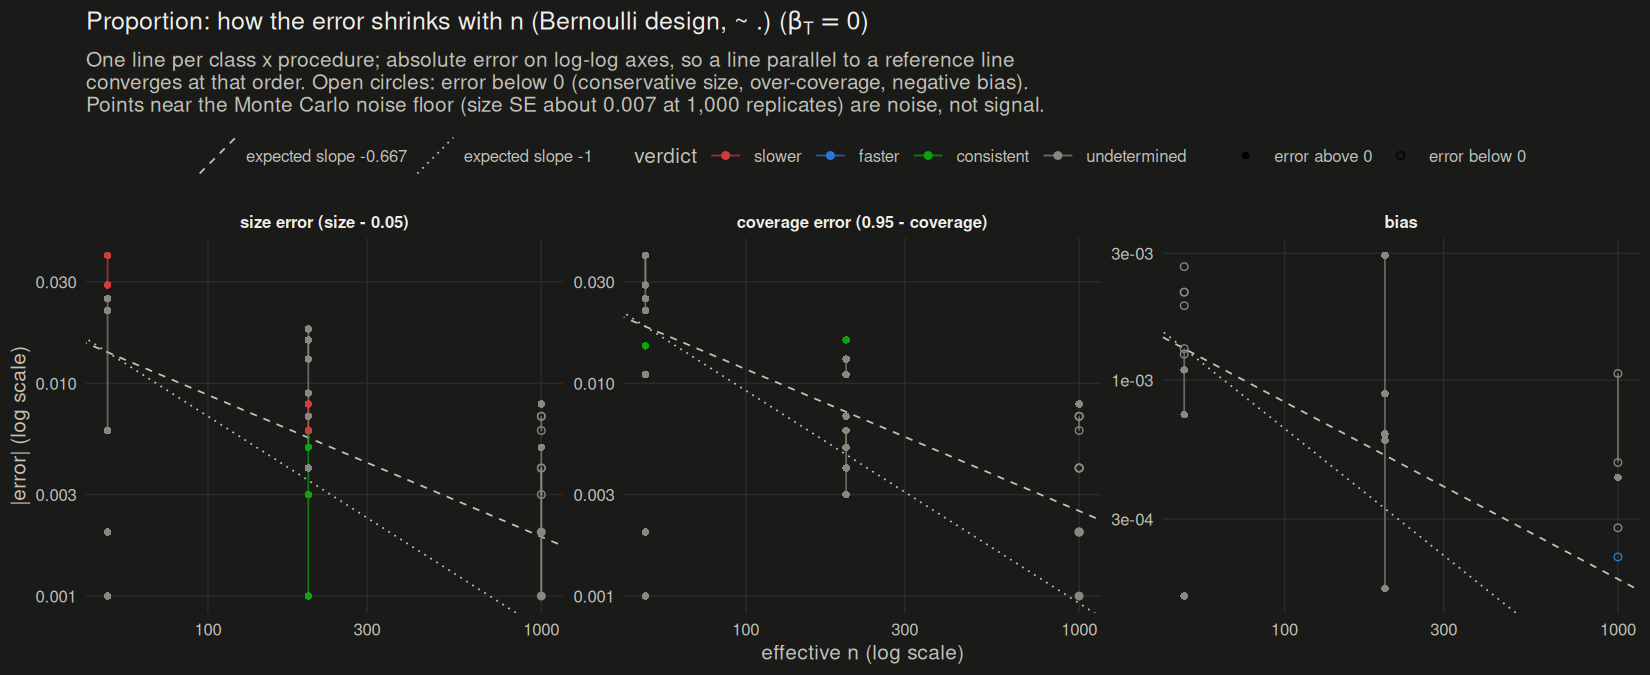 Proportion: how the error shrinks with n (Bernoulli design, ~ .) (βT = 0)
One line per class x procedure; absolute error on log-log axes, so a line parallel to a reference line
converges at that order. Open circles: error below 0 (conservative size, over-coverage, negative bias).
Points near the Monte Carlo noise floor (size SE about 0.007 at 1,000 replicates) are noise, not signal.
expected slope -0.667 expected slope -1 verdict slower faster consistent undetermined error above 0 error below 0
size error (size - 0.05) coverage error (0.95 - coverage) bias
|error| (log scale)
0.030
0.010
0.003
0.001
100 300 1000
0.030
0.010
0.003
0.001
100 300 1000
3e-03
1e-03
3e-04
100 300 1000
effective n (log scale)